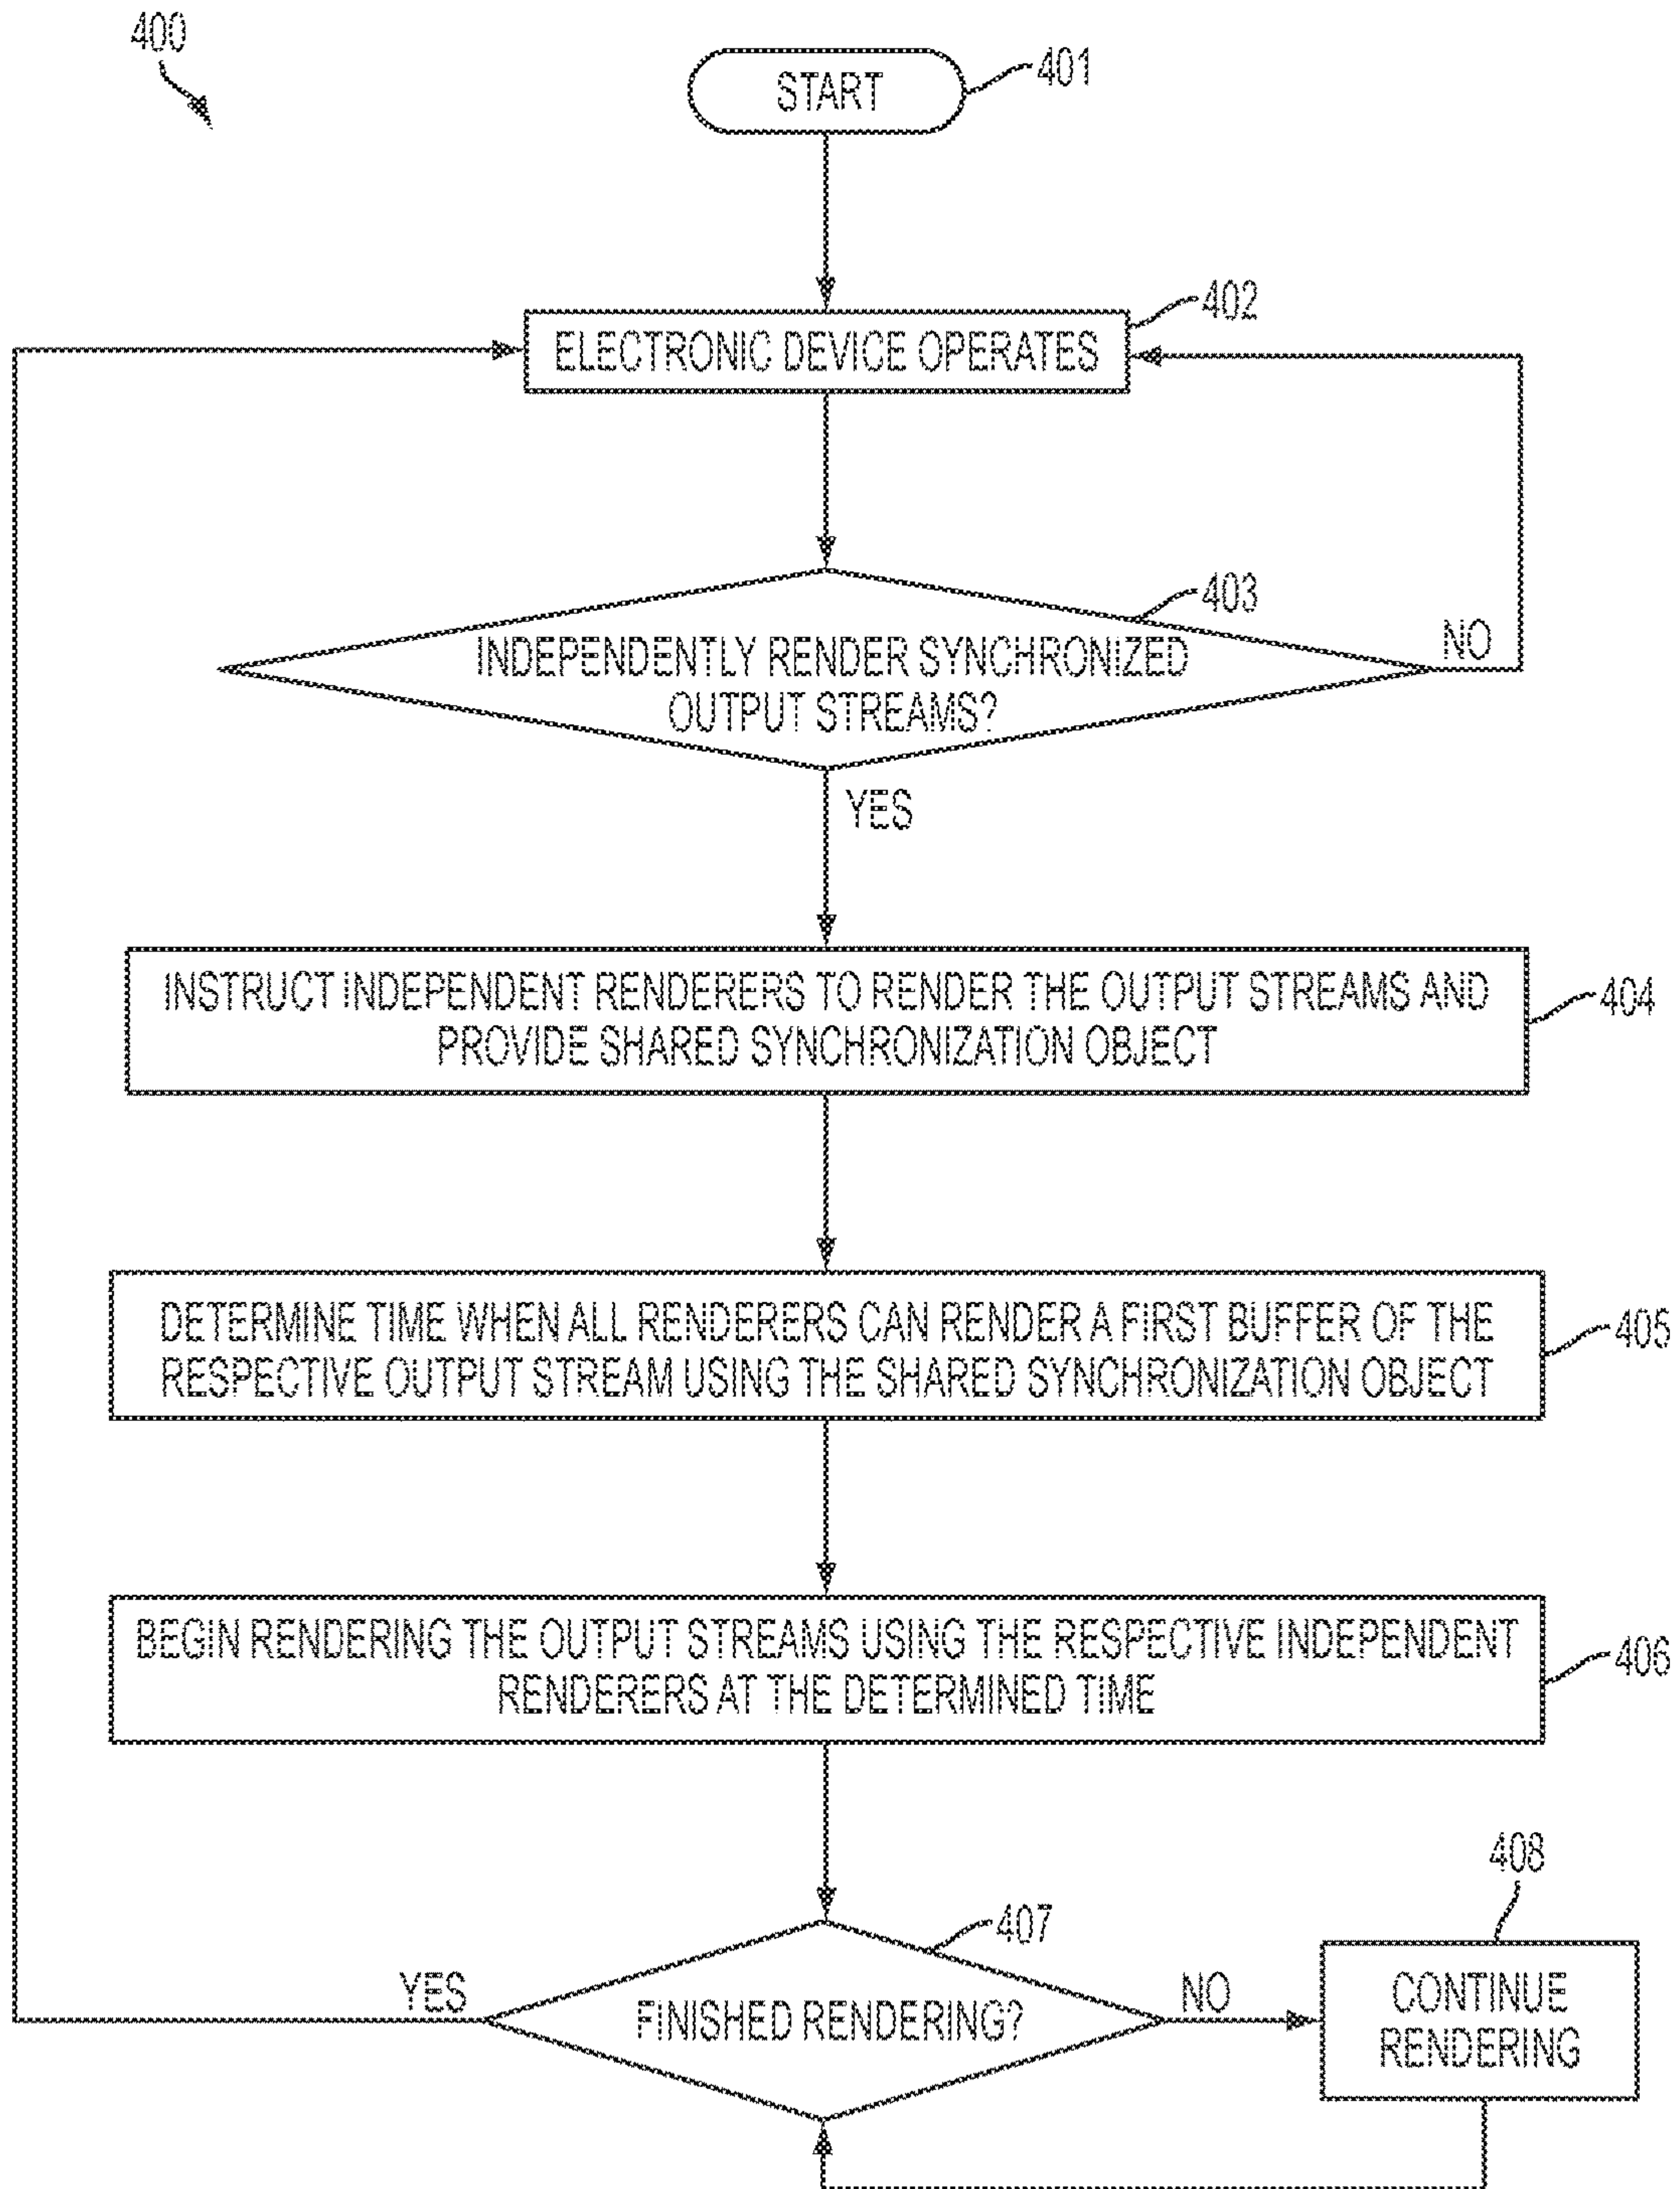 400
START
401
ELECTRONIC DEVICE OPERATES
402
403
INDEPENDENTLY RENDER SYNCHRONIZED
OUTPUT STREAMS?
NO
YES
INSTRUCT INDEPENDENT RENDERERS TO RENDER THE OUTPUT STREAMS AND
PROVIDE SHARED SYNCHRONIZATION OBJECT
404
DETERMINE TIME WHEN ALL RENDERERS CAN RENDER A FIRST BUFFER OF THE
RESPECTIVE OUTPUT STREAM USING THE SHARED SYNCHRONIZATION OBJECT
405
BEGIN RENDERING THE OUTPUT STREAMS USING THE RESPECTIVE INDEPENDENT
RENDERERS AT THE DETERMINED TIME
406
407
408
YES
FINISHED RENDERING?
NO
CONTINUE
RENDERING